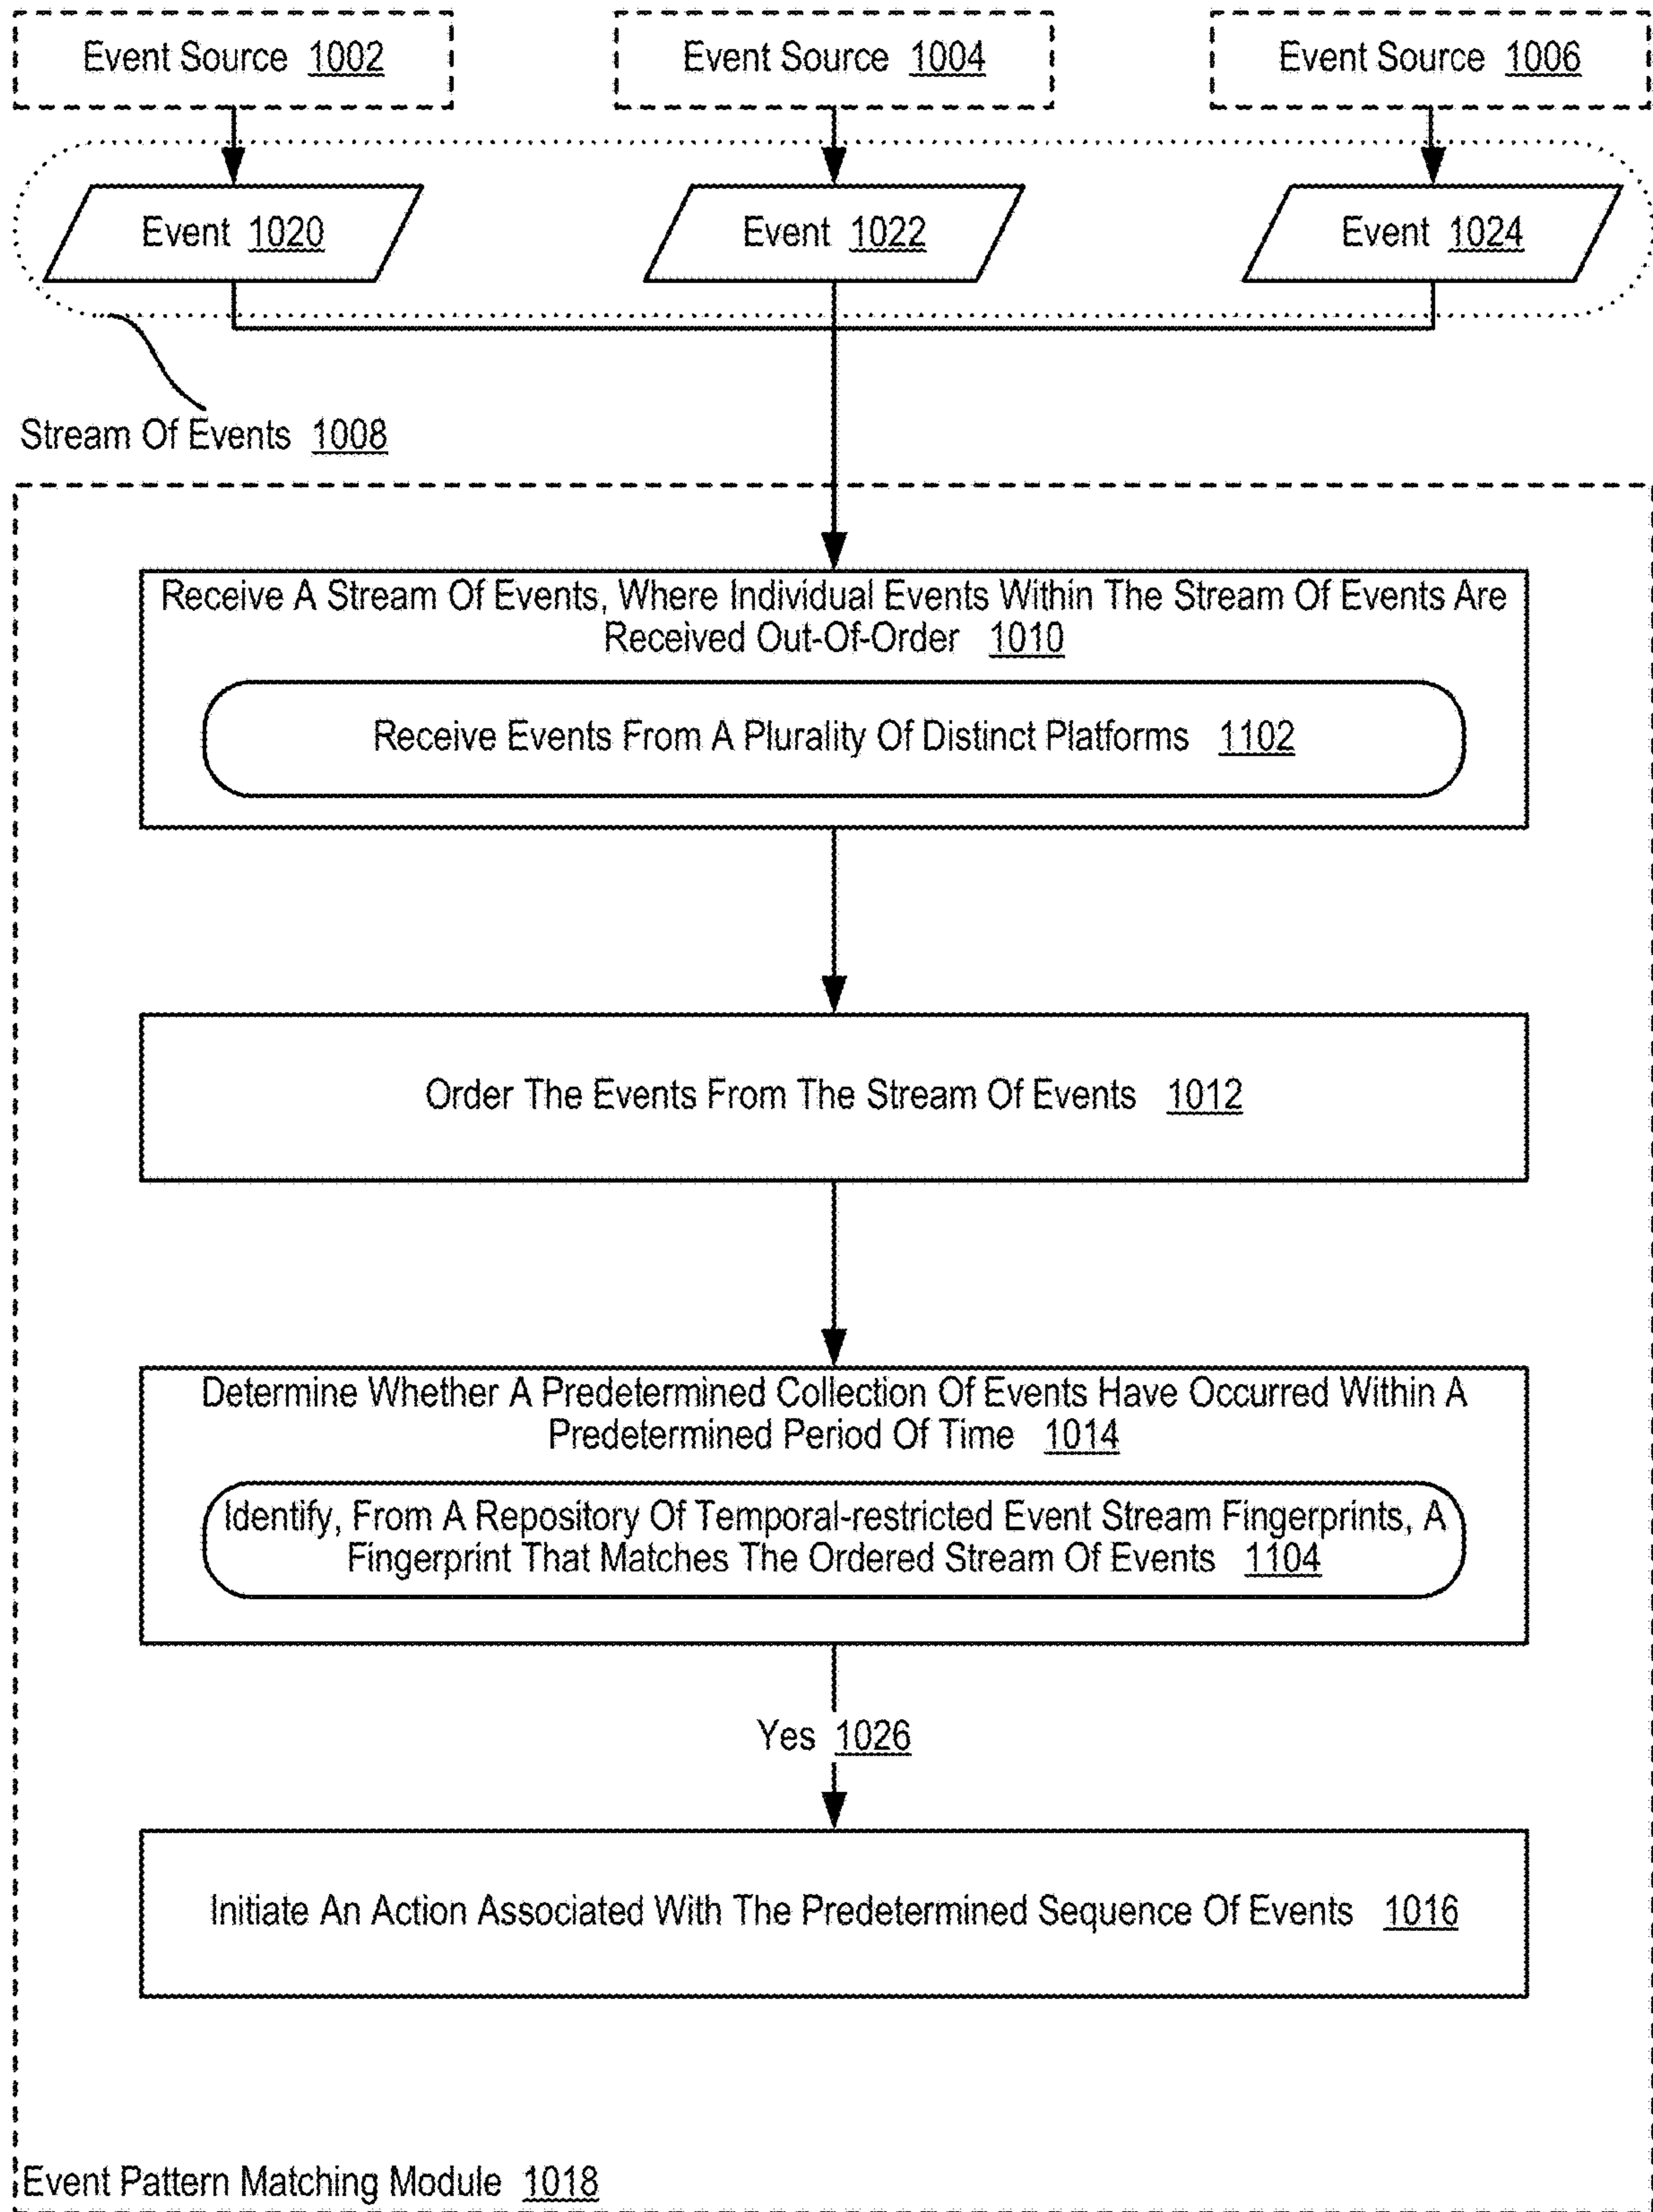 Event Source 1002
Event Source 1004
Event Source 1006
Event 1020
Event 1022
Event 1024
Stream Of Events 1008
Receive A Stream Of Events, Where Individual Events Within The Stream Of Events Are
Received Out-Of-Order 1010
Receive Events From A Plurality Of Distinct Platforms 1102
Order The Events From The Stream Of Events 1012
Determine Whether A Predetermined Collection Of Events Have Occurred Within A
Predetermined Period Of Time 1014
Identify, From A Repository Of Temporal-restricted Event Stream Fingerprints, A
Fingerprint That Matches The Ordered Stream Of Events 1104
Yes 1026
Initiate An Action Associated With The Predetermined Sequence Of Events 1016
Event Pattern Matching Module 1018